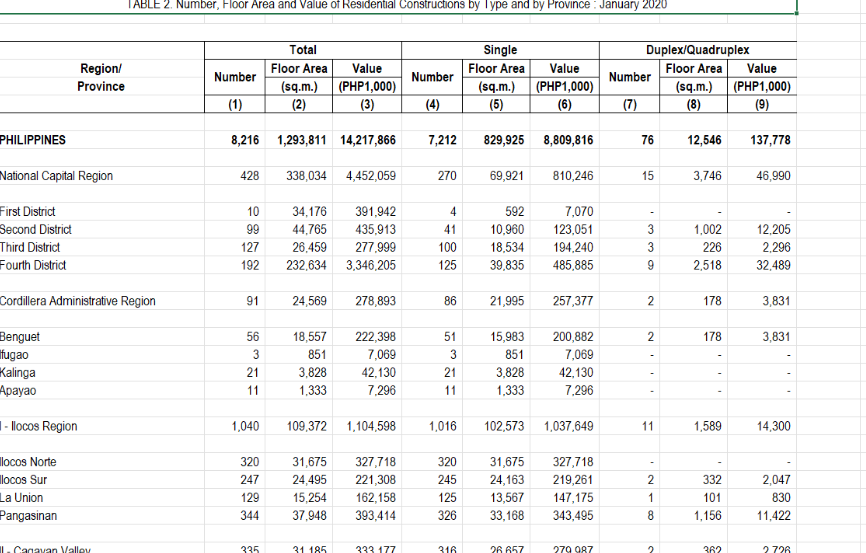 TABLE 2. Number, Floor Area and Value of Residential Constructions by Type and by Province : January 2020
Total Single Duplex/Quadruplex
Region/ Province Number Floor Area Value Number Floor Area Value Number Floor Area Value
(sq.m.) (PHP1,000) (sq.m.) (PHP1,000) (sq.m.) (PHP1,000)
(1) (2) (3) (4) (5) (6) (7) (8) (9)
PHILIPPINES 8,216 1,293,811 14,217,866 7,212 829,925 8,809,816 76 12,546 137,778
National Capital Region 428 338,034 4,452,059 270 69,921 810,246 15 3,746 46,990
First District 10 34,176 391,942 4 592 7,070 - - -
Second District 99 44,765 435,913 41 10,960 123,051 3 1,002 12,205
Third District 127 26,459 277,999 100 18,534 194,240 3 226 2,296
Fourth District 192 232,634 3,346,205 125 39,835 485,885 9 2,518 32,489
Cordillera Administrative Region 91 24,569 278,893 86 21,995 257,377 2 178 3,831
Benguet 56 18,557 222,398 51 15,983 200,882 2 178 3,831
Ifugao 3 851 7,069 3 851 7,069 - - -
Kalinga 21 3,828 42,130 21 3,828 42,130 - - -
Apayao 11 1,333 7,296 11 1,333 7,296 - - -
I - Ilocos Region 1,040 109,372 1,104,598 1,016 102,573 1,037,649 11 1,589 14,300
Ilocos Norte 320 31,675 327,718 320 31,675 327,718 - - -
Ilocos Sur 247 24,495 221,308 245 24,163 219,261 2 332 2,047
La Union 129 15,254 162,158 125 13,567 147,175 1 101 830
Pangasinan 344 37,948 393,414 326 33,168 343,495 8 1,156 11,422
II - Cagayan Valley 335 31,185 333,177 316 26,657 279,987 2 362 2,726